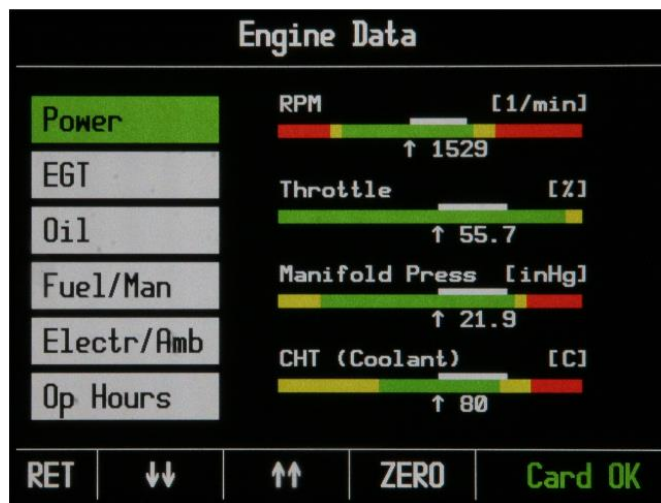 Engine Data
Power
EGT
Oil
Fuel/Man
Electr/Amb
Op Hours
RPM [1/min]
↑ 1529
Throttle [%]
↑ 55.7
Manifold Press [inHg]
↑ 21.9
CHT (Coolant) [C]
↑ 80
RET ↓↓ ↑↑ ZERO Card OK